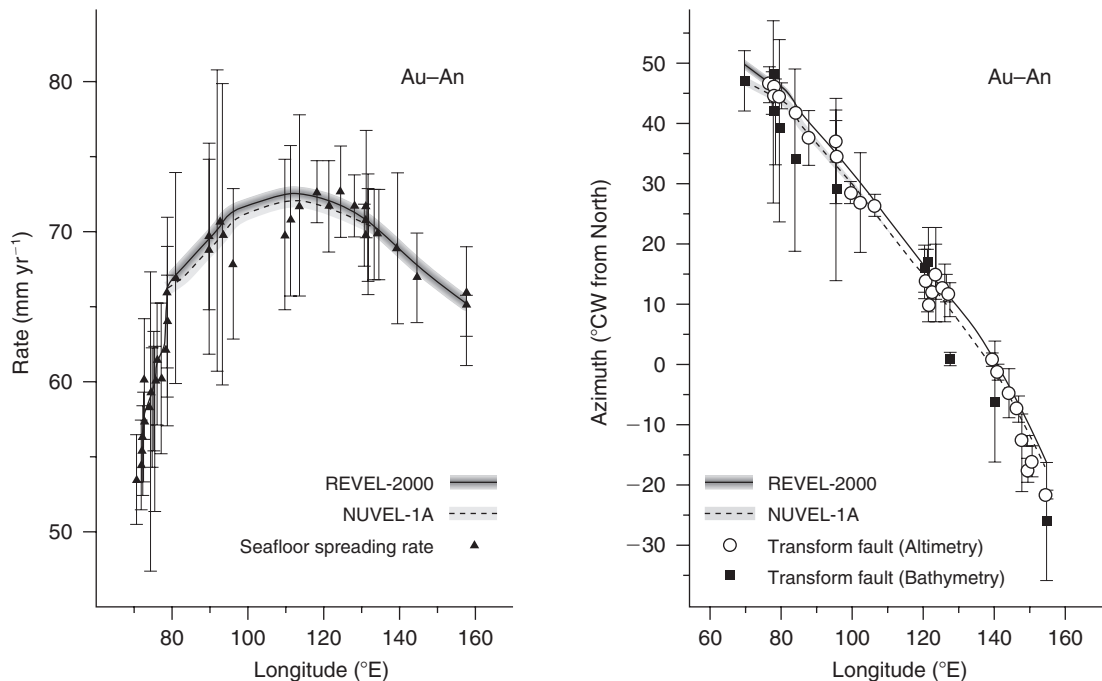 Au–An
80
70
60
50
Rate (mm yr−1)
REVEL-2000
NUVEL-1A
Seafloor spreading rate
80
100
120
140
160
Longitude (°E)
Au–An
50
40
30
20
10
0
−10
−20
−30
Azimuth (°CW from North)
REVEL-2000
NUVEL-1A
Transform fault (Altimetry)
Transform fault (Bathymetry)
60
80
100
120
140
160
Longitude (°E)